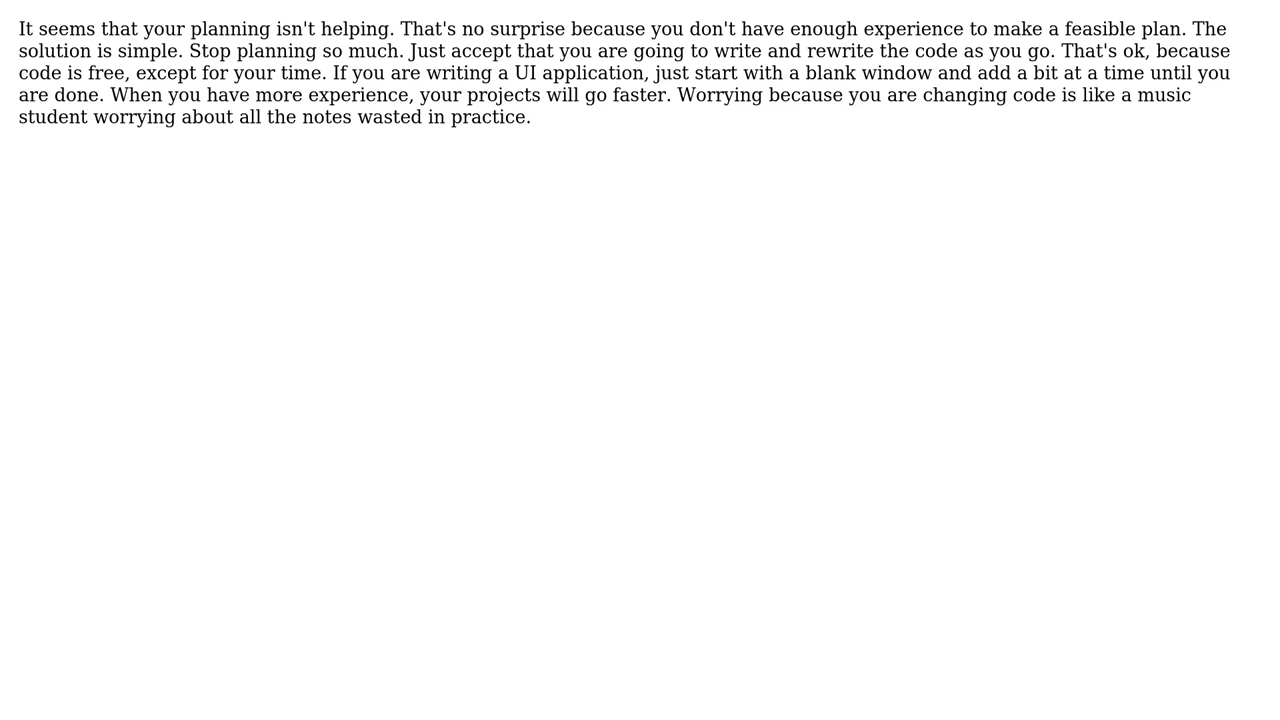 It seems that your planning isn't helping. That's no surprise because you don't have enough experience to make a feasible plan. The
solution is simple. Stop planning so much. Just accept that you are going to write and rewrite the code as you go. That's ok, because
code is free, except for your time. If you are writing a UI application, just start with a blank window and add a bit at a time until you
are done. When you have more experience, your projects will go faster. Worrying because you are changing code is like a music
student worrying about all the notes wasted in practice.